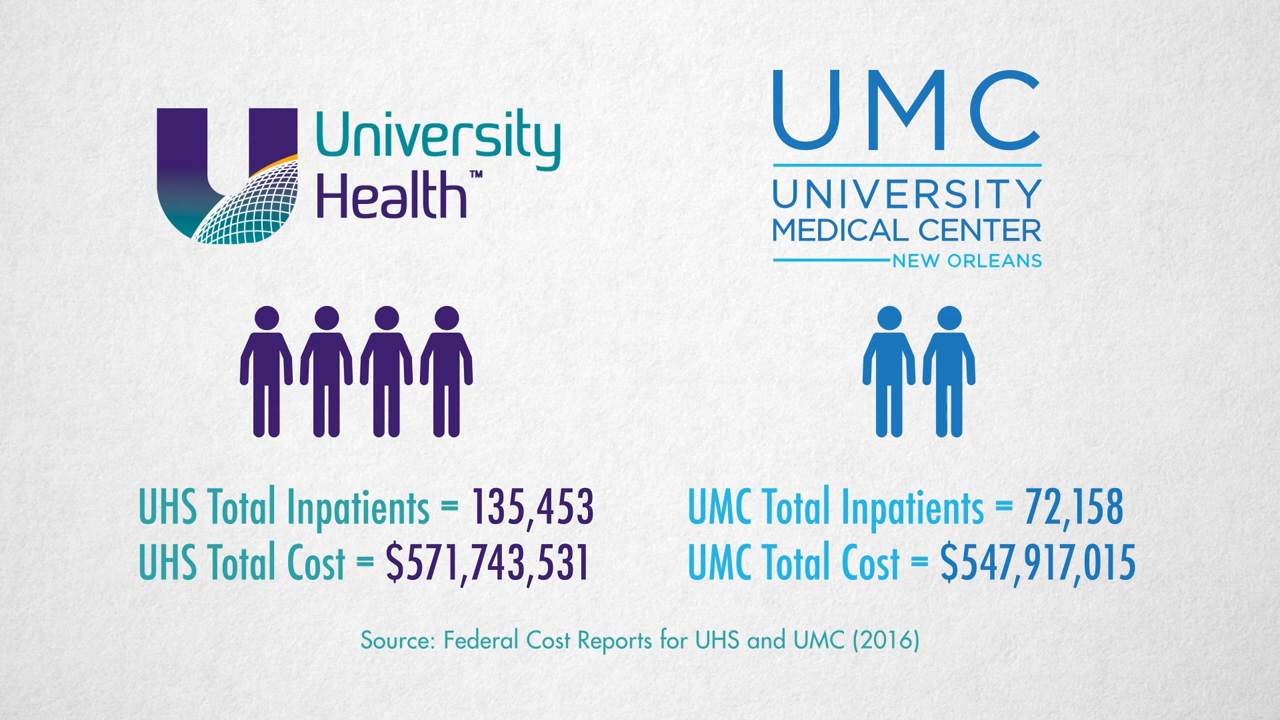 University
Health™
UMC
UNIVERSITY
MEDICAL CENTER
NEW ORLEANS
UHS Total Inpatients = 135,453
UHS Total Cost = $571,743,531
UMC Total Inpatients = 72,158
UMC Total Cost = $547,917,015
Source: Federal Cost Reports for UHS and UMC (2016)